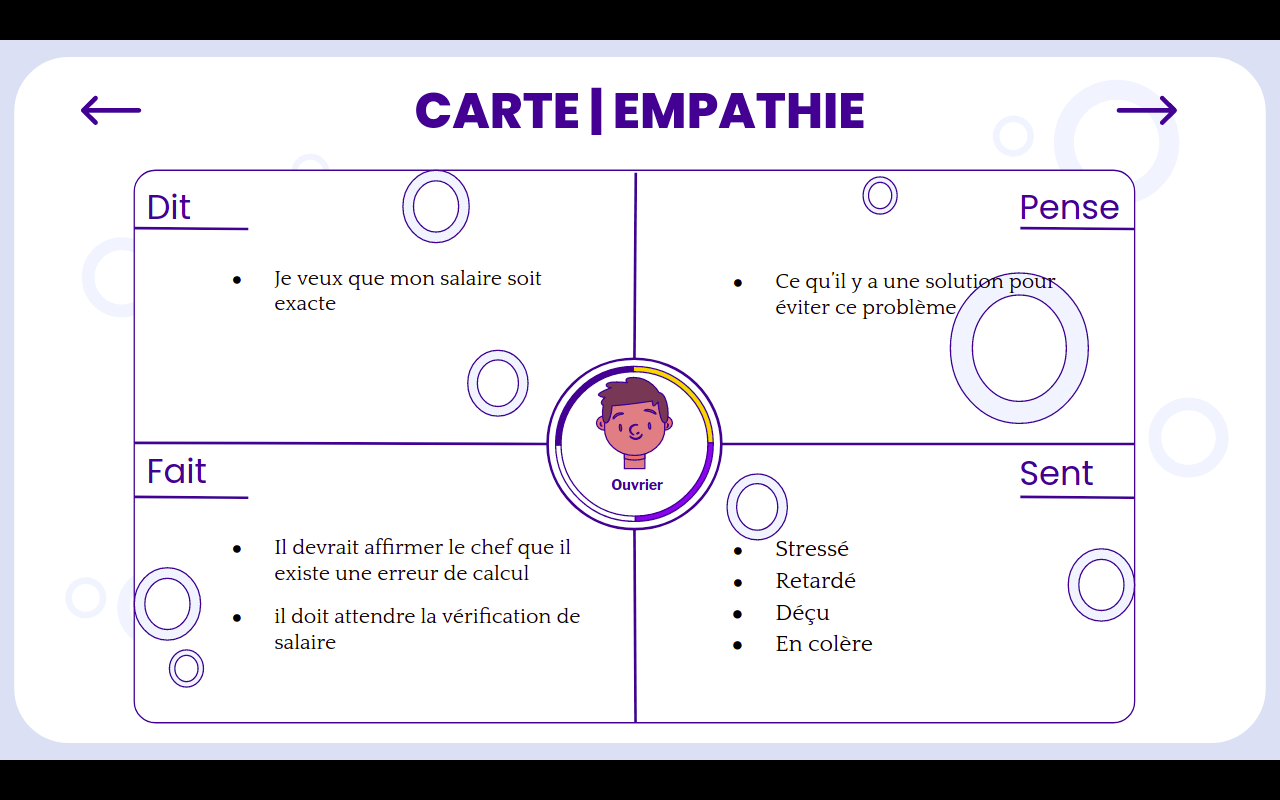 CARTE | EMPATHIE
Dit
● Je veux que mon salaire soit
exacte
Pense
● Ce qu'il y a une solution pour
éviter ce problème
Ouvrier
Fait
● Il devrait affirmer le chef que il
existe une erreur de calcul
● il doit attendre la vérification de
salaire
Sent
● Stressé
● Retardé
● Déçu
● En colère